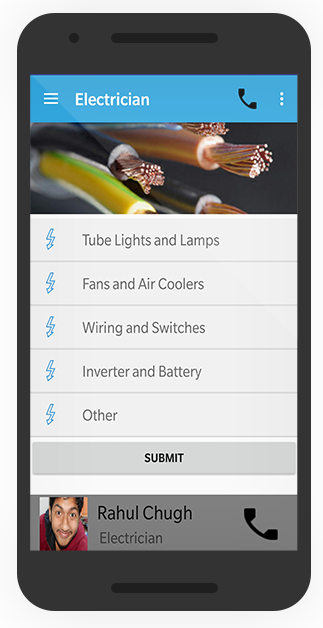 Electrician
Tube Lights and Lamps
Fans and Air Coolers
Wiring and Switches
Inverter and Battery
Other
SUBMIT
Rahul Chugh
Electrician